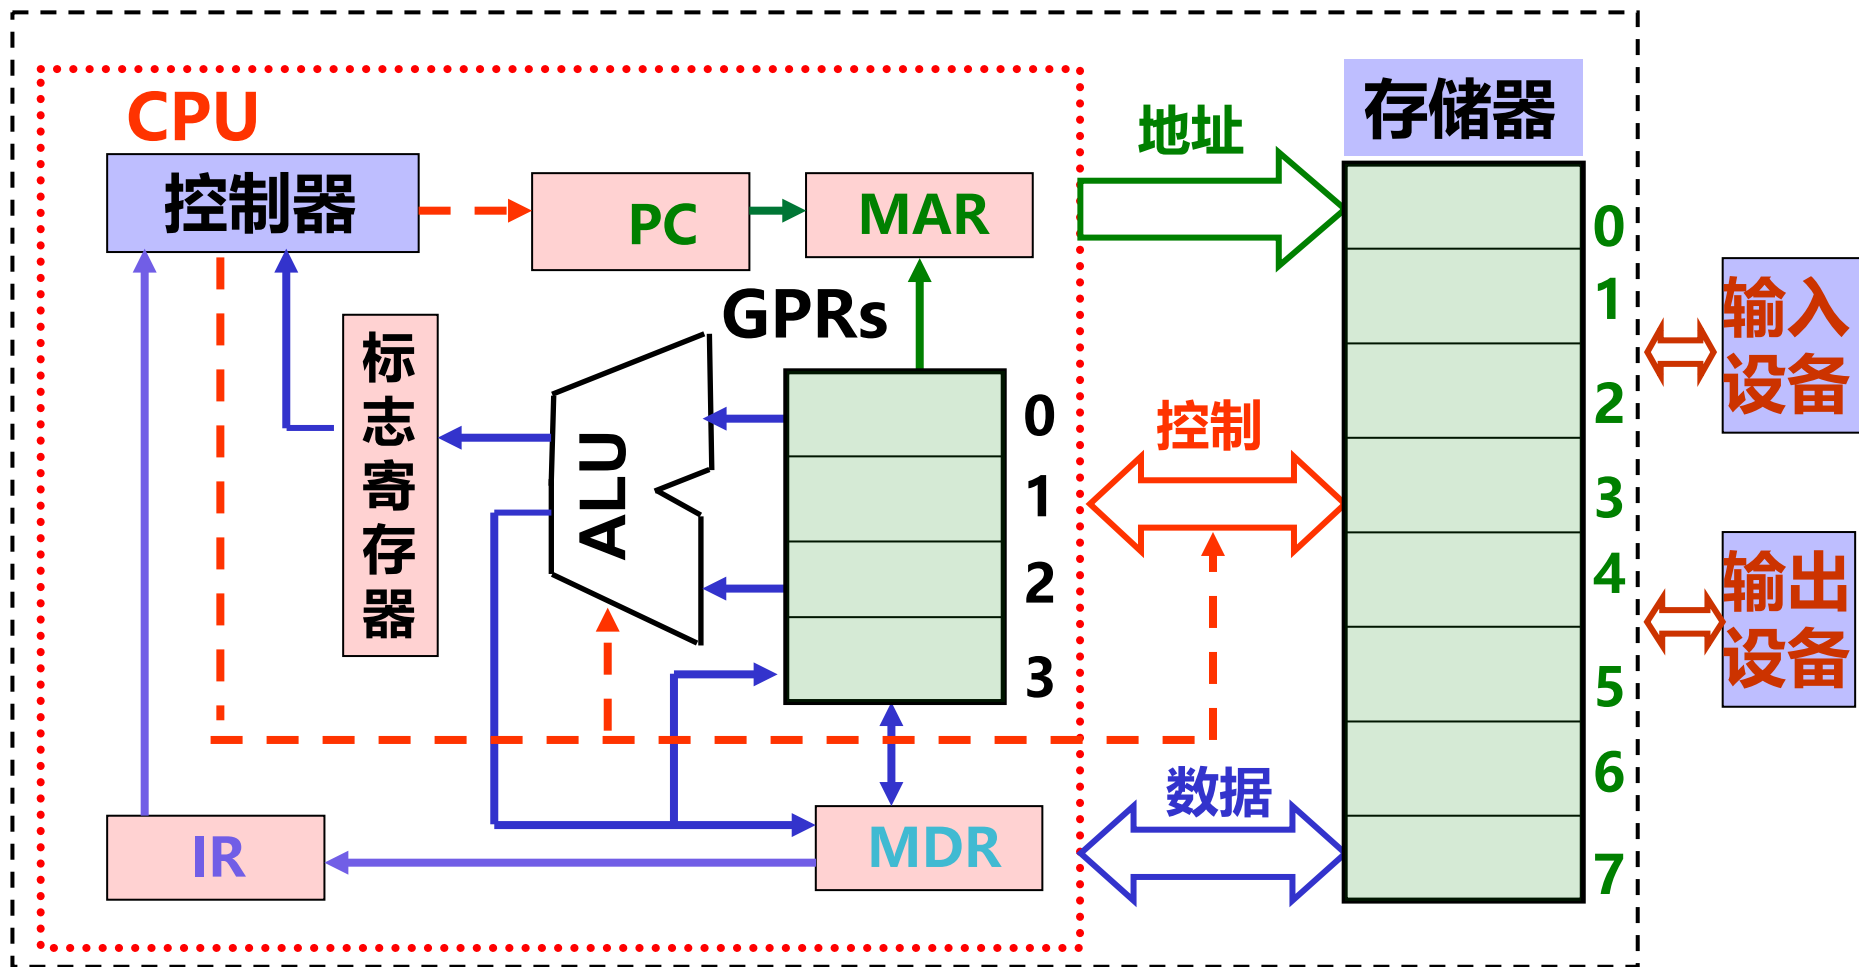 CPU
控制器
PC
MAR
地址
存储器
GPRs
标
志
寄
存
器
ALU
0
1
2
3
控制
0
1
2
3
4
5
6
7
输入
设备
输出
设备
数据
IR
MDR